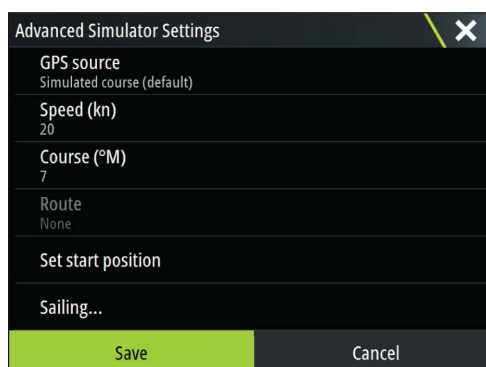 Advanced Simulator Settings
GPS source
Simulated course (default)
Speed (kn)
20
Course (°M)
7
Route
None
Set start position
Sailing...
Save
Cancel